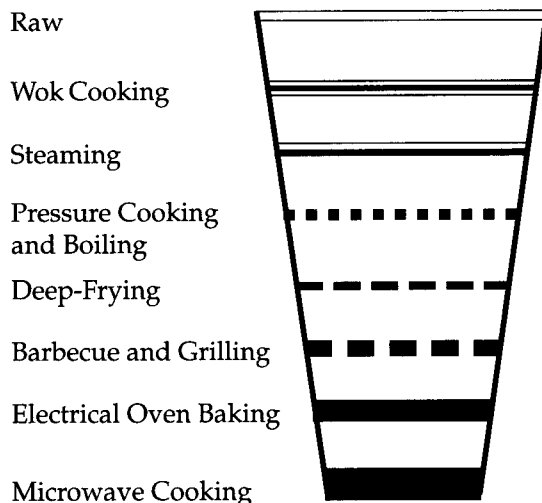 Raw
Wok Cooking
Steaming
Pressure Cooking
and Boiling
Deep-Frying
Barbecue and Grilling
Electrical Oven Baking
Microwave Cooking